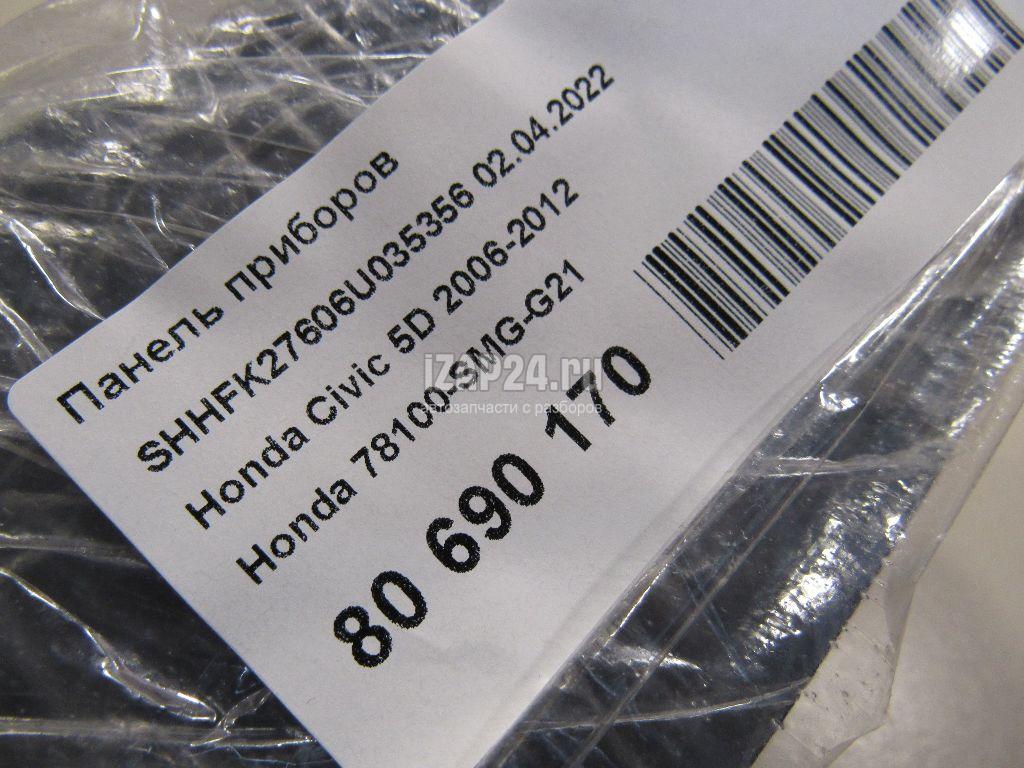 Панель приборов
SHHFK27606U035356 02.04.2022
Honda Civic 5D 2006-2012
Honda 78100-SMG-G21
80 690 170
iZAP24.ru
автозапчасти с разборов